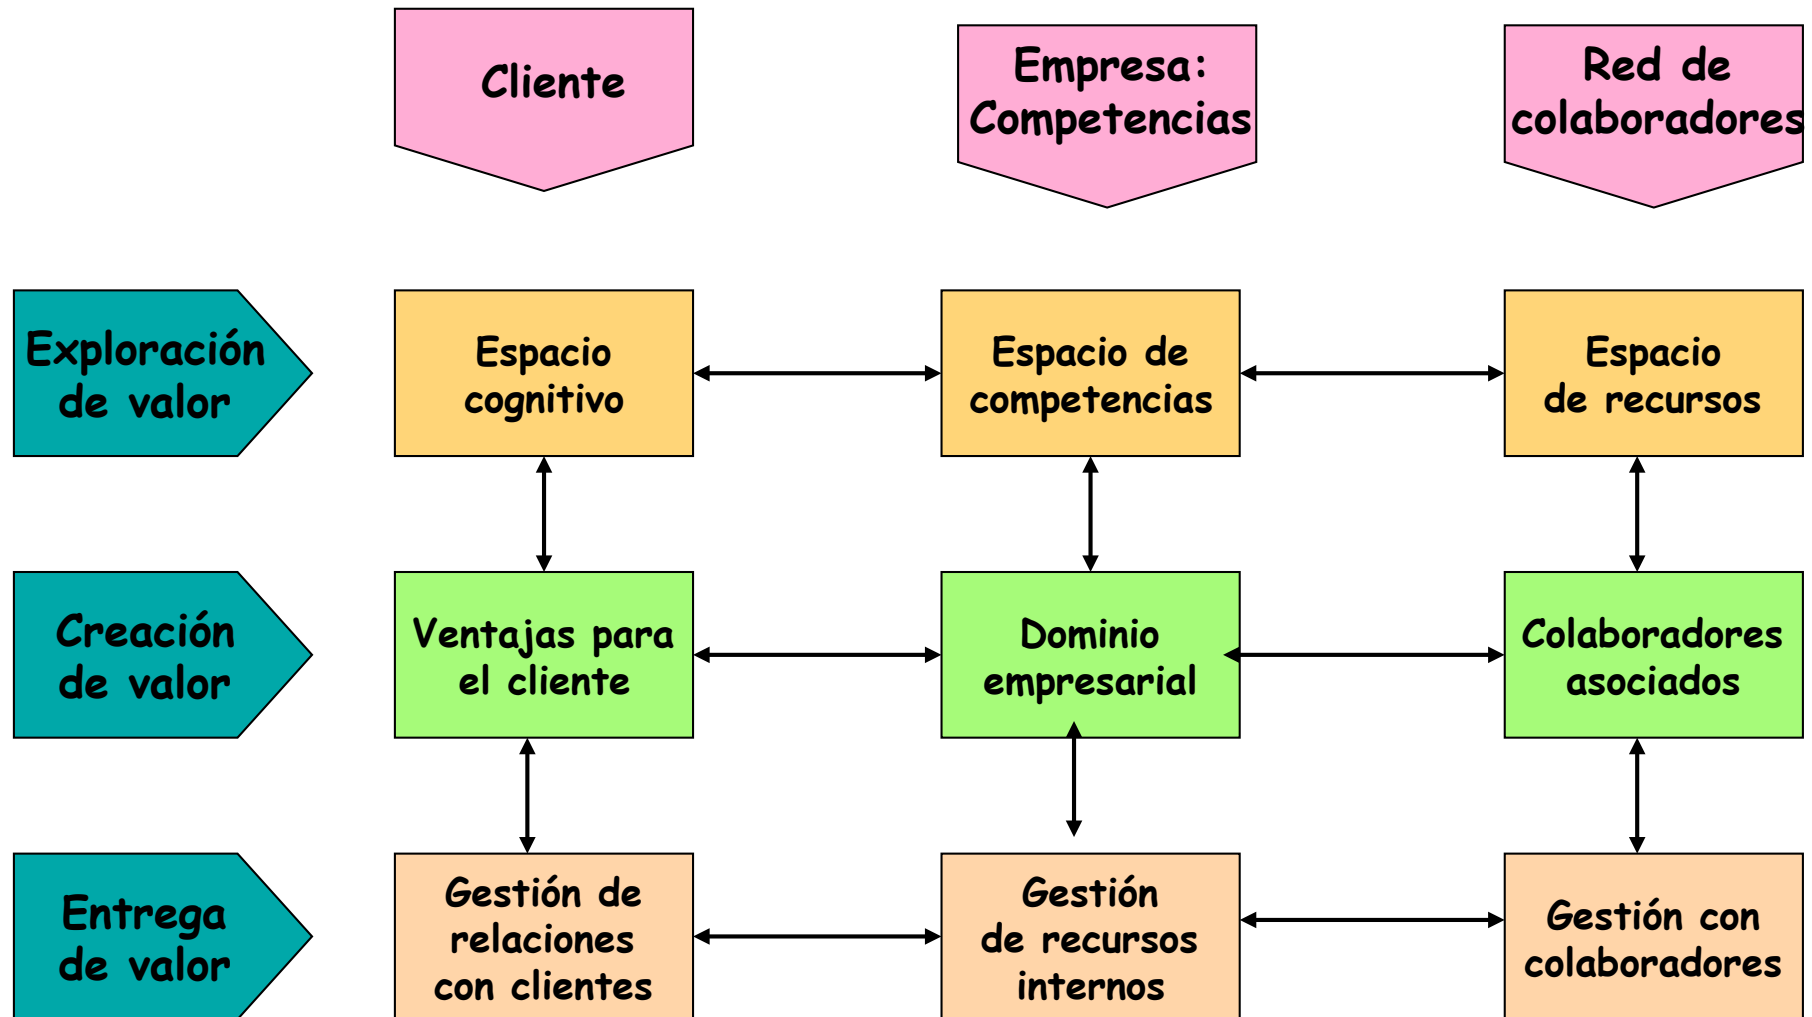 Cliente
Empresa:
Competencias
Red de
colaboradores
Exploración
de valor
Espacio
cognitivo
Espacio de
competencias
Espacio
de recursos
Creación
de valor
Ventajas para
el cliente
Dominio
empresarial
Colaboradores
asociados
Entrega
de valor
Gestión de
relaciones
con clientes
Gestión
de recursos
internos
Gestión con
colaboradores